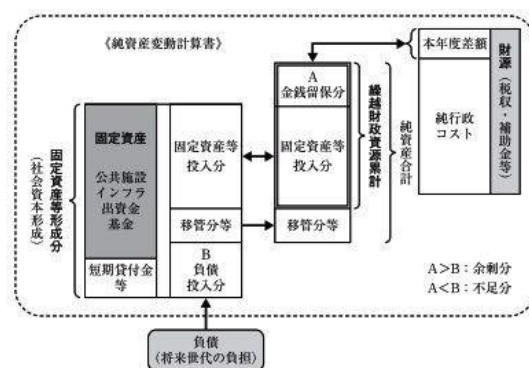 《純資産変動計算書》
本年度差額
純行政
コスト
財源（税収・補助金等）
A
金銭留保分
固定資産等
投入分
移管分等
繰越財政資源累計
純資産合計
固定資産等形成分
（社会資本形成）
固定資産
公共施設
インフラ
出資金
基金
短期貸付金
等
固定資産等
投入分
移管分等
B
負債
投入分
A>B：余剰分
A<B：不足分
負債
（将来世代の負担）